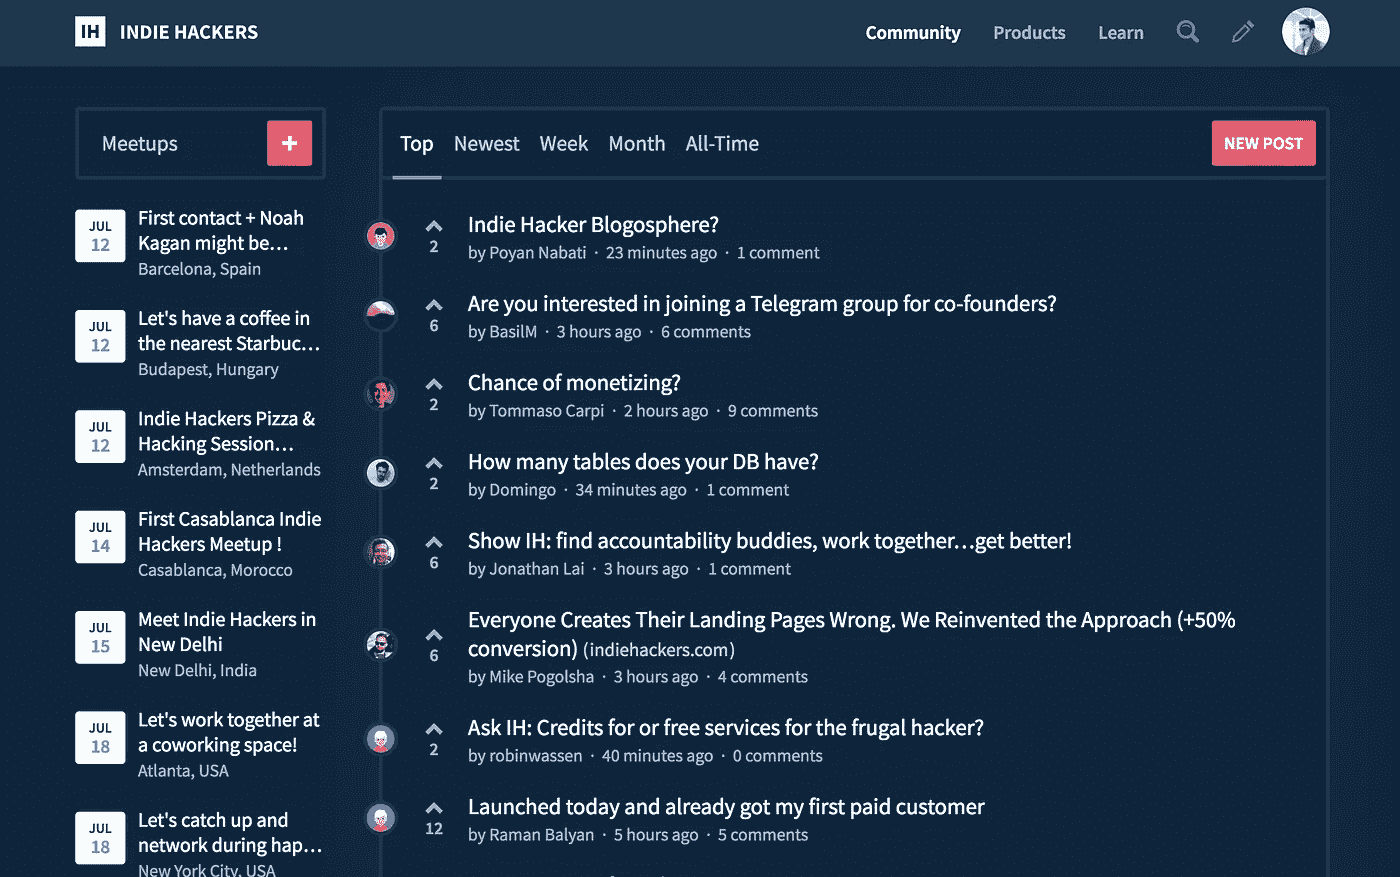 IH INDIE HACKERS
Community Products Learn
Meetups +
JUL
12
First contact + Noah
Kagan might be...
Barcelona, Spain
JUL
12
Let's have a coffee in
the nearest Starbuc...
Budapest, Hungary
JUL
12
Indie Hackers Pizza &
Hacking Session...
Amsterdam, Netherlands
JUL
14
First Casablanca Indie
Hackers Meetup !
Casablanca, Morocco
JUL
15
Meet Indie Hackers in
New Delhi
New Delhi, India
JUL
18
Let's work together at
a coworking space!
Atlanta, USA
JUL
18
Let's catch up and
network during hap...
New York City, USA
Top Newest Week Month All-Time NEW POST
2
Indie Hacker Blogosphere?
by Poyan Nabati · 23 minutes ago · 1 comment
6
Are you interested in joining a Telegram group for co-founders?
by BasilM · 3 hours ago · 6 comments
2
Chance of monetizing?
by Tommaso Carpi · 2 hours ago · 9 comments
2
How many tables does your DB have?
by Domingo · 34 minutes ago · 1 comment
6
Show IH: find accountability buddies, work together...get better!
by Jonathan Lai · 3 hours ago · 1 comment
6
Everyone Creates Their Landing Pages Wrong. We Reinvented the Approach (+50%
conversion) (indiehackers.com)
by Mike Pogolsha · 3 hours ago · 4 comments
2
Ask IH: Credits for or free services for the frugal hacker?
by robinwassen · 40 minutes ago · 0 comments
12
Launched today and already got my first paid customer
by Raman Balyan · 5 hours ago · 5 comments